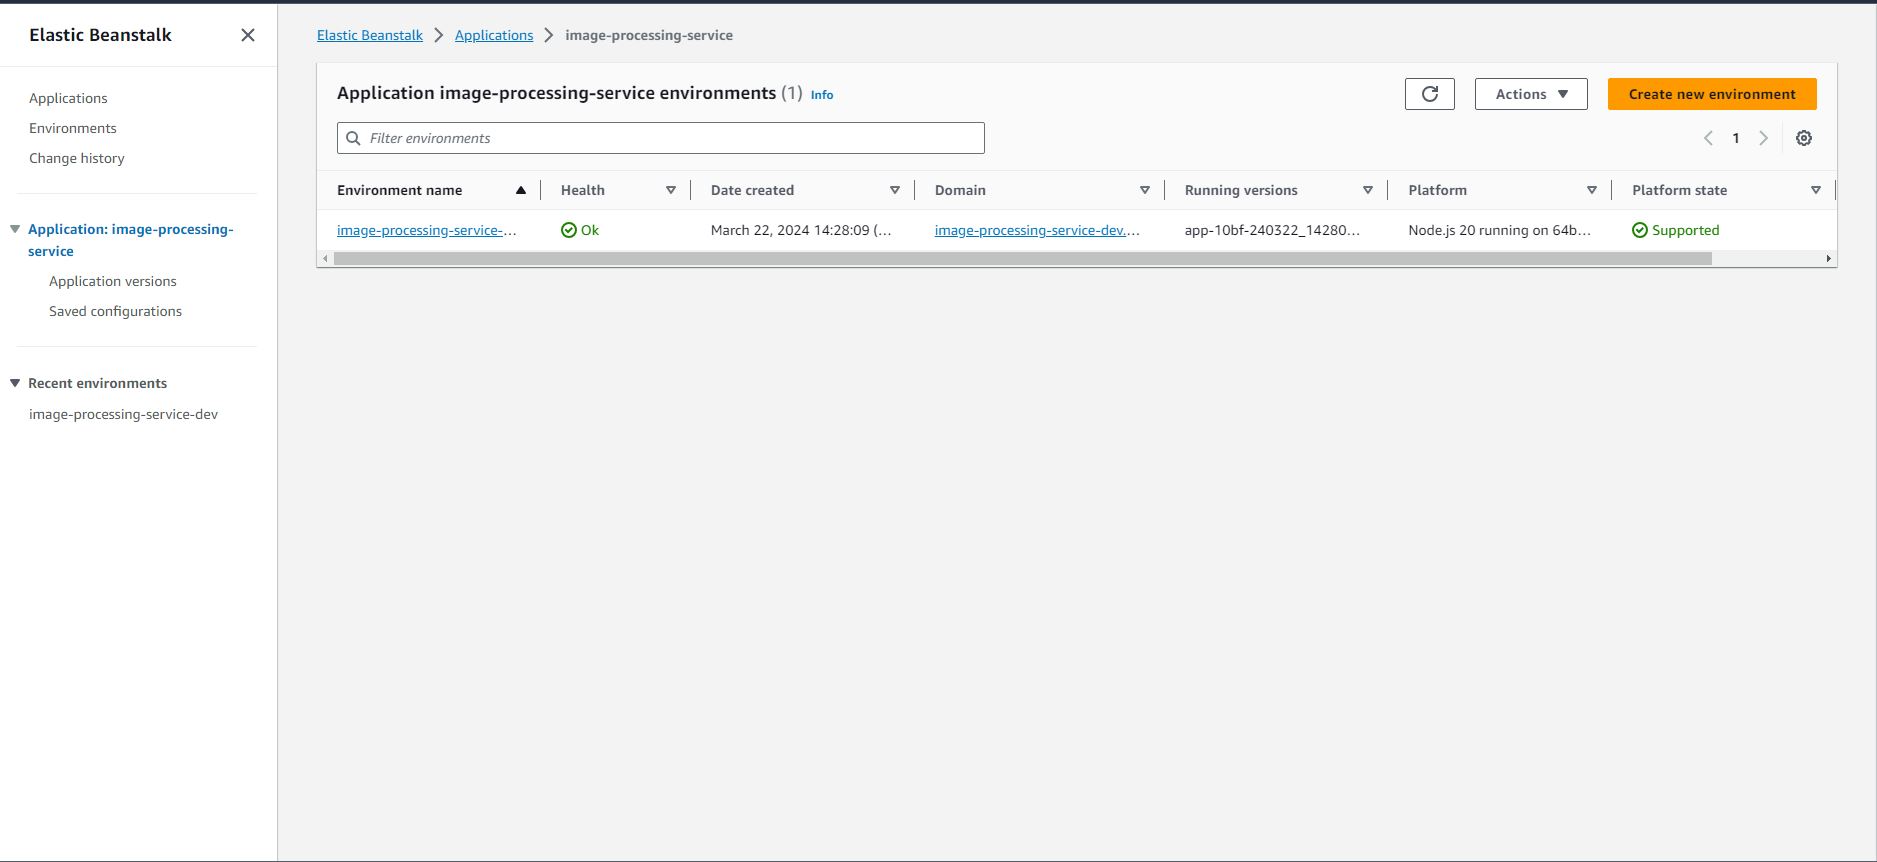 Elastic Beanstalk
Applications
Environments
Change history
Application: image-processing-
service
Application versions
Saved configurations
Recent environments
image-processing-service-dev
Elastic Beanstalk Applications image-processing-service
Application image-processing-service environments (1) Info
Actions
Create new environment
Filter environments
1
Environment name Health Date created Domain Running versions Platform Platform state
image-processing-service-... Ok March 22, 2024 14:28:09 (... image-processing-service-dev.... app-10bf-240322_14280... Node.js 20 running on 64b... Supported